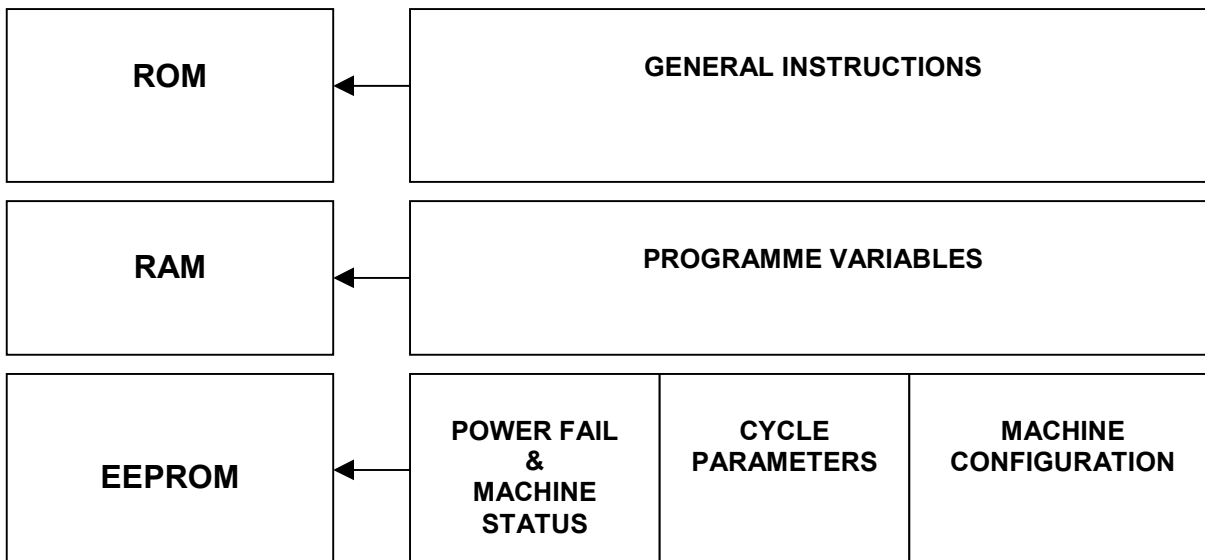 ROM
GENERAL INSTRUCTIONS
RAM
PROGRAMME VARIABLES
EEPROM
POWER FAIL
&
MACHINE
STATUS
CYCLE
PARAMETERS
MACHINE
CONFIGURATION